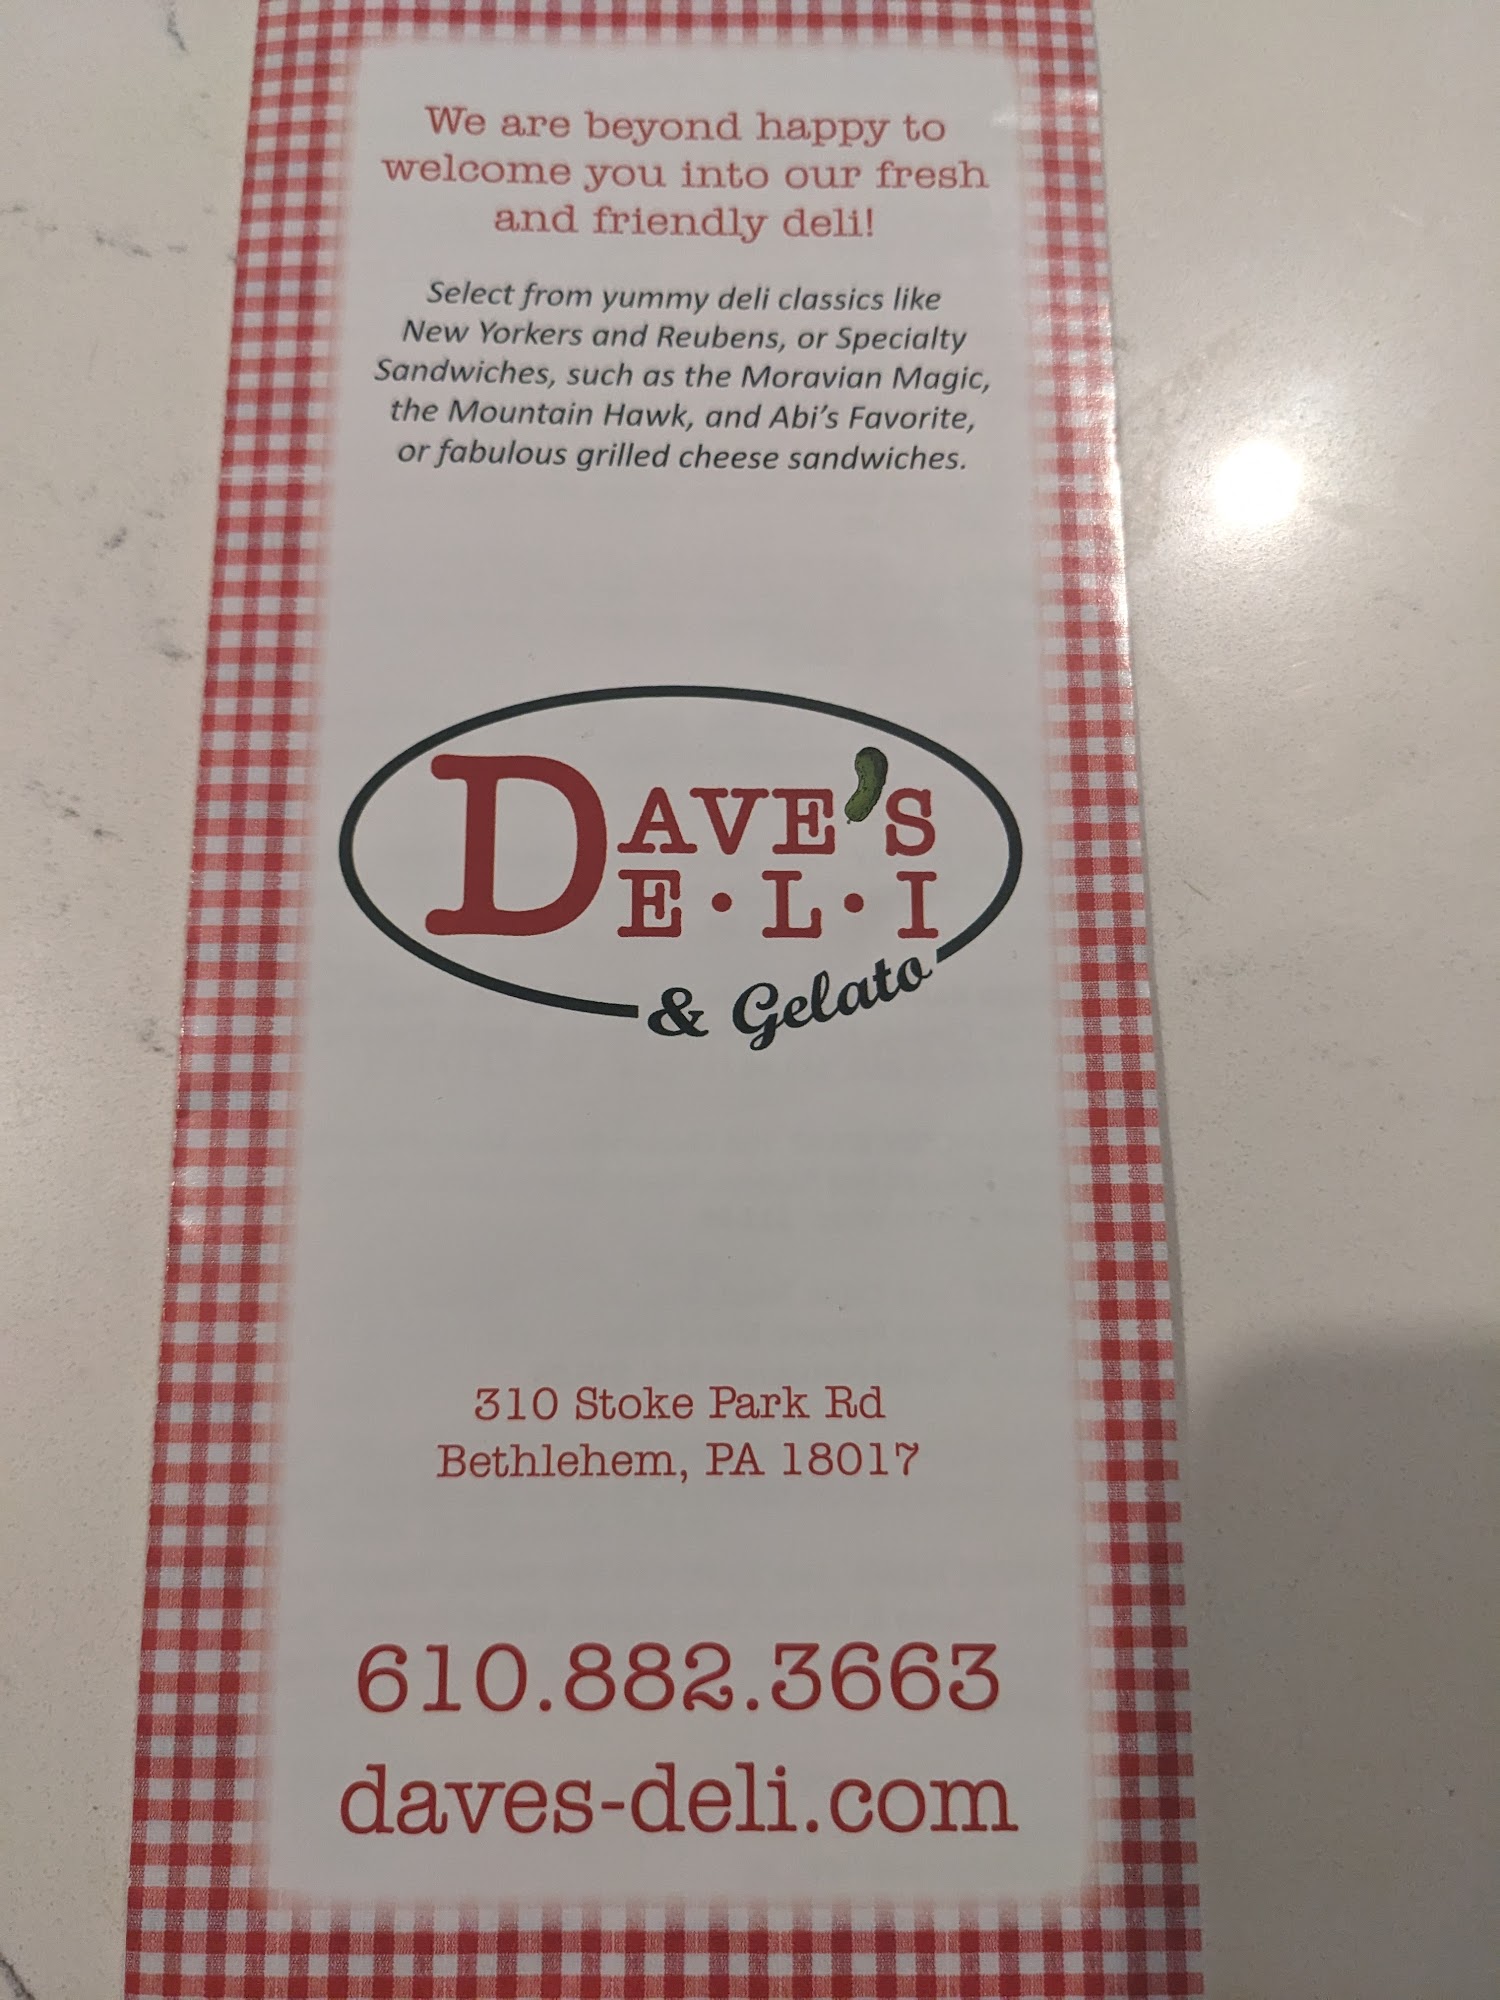 We are beyond happy to
welcome you into our fresh
and friendly deli!
Select from yummy deli classics like
New Yorkers and Reubens, or Specialty
Sandwiches, such as the Moravian Magic,
the Mountain Hawk, and Abi's Favorite,
or fabulous grilled cheese sandwiches.
DAVE'S
DE•L•I
& Gelato
310 Stoke Park Rd
Bethlehem, PA 18017
610.882.3663
daves-deli.com